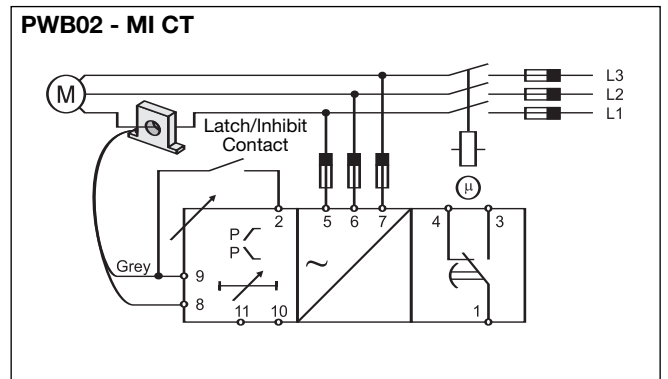 PWB02 - MI CT
L3
L2
L1
M
Latch/Inhibit
Contact
μ
2
5
6
7
4
3
P
P
Grey
9
~
8
11
10
1